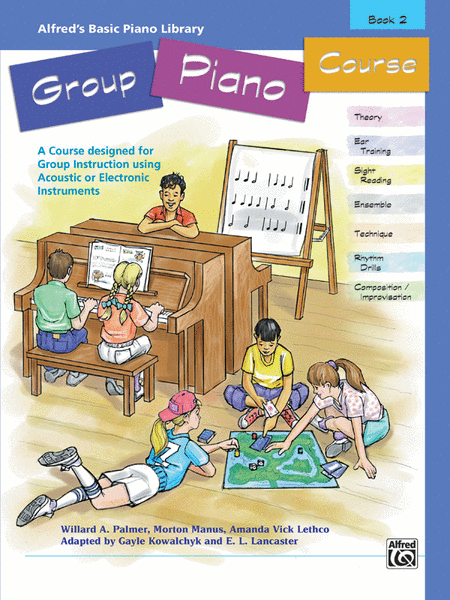 Alfred's Basic Piano Library
Book 2
Group Piano Course
A Course designed for
Group Instruction using
Acoustic or Electronic
Instruments
Theory
Ear
Training
Sight
Reading
Ensemble
Technique
Rhythm
Drills
Composition /
Improvisation
Willard A. Palmer, Morton Manus, Amanda Vick Lethco
Adapted by Gayle Kowalchyk and E. L. Lancaster
Alfred